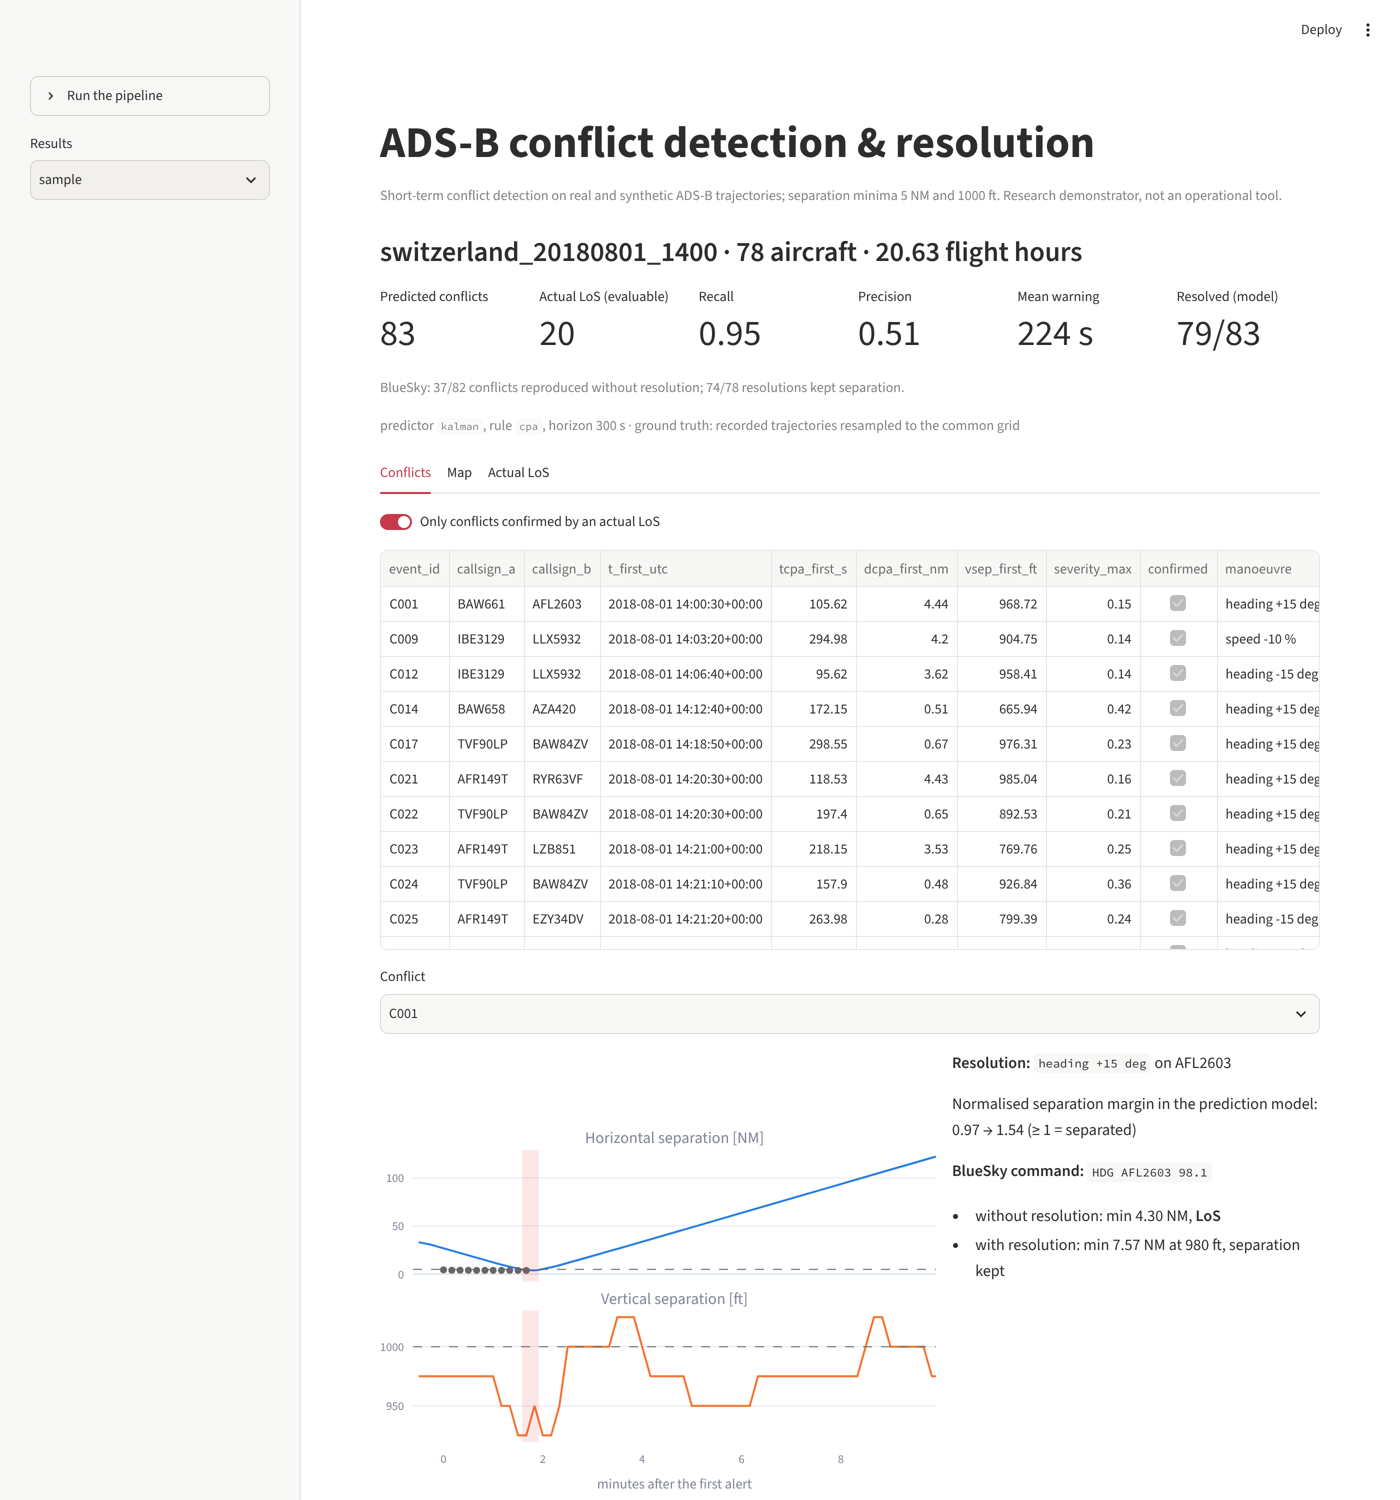 Deploy
Run the pipeline
Results
sample
ADS-B conflict detection & resolution
Short-term conflict detection on real and synthetic ADS-B trajectories; separation minima 5 NM and 1000 ft. Research demonstrator, not an operational tool.
switzerland_20180801_1400 · 78 aircraft · 20.63 flight hours
Predicted conflicts Actual LoS (evaluable) Recall Precision Mean warning Resolved (model)
83 20 0.95 0.51 224 s 79/83
BlueSky: 37/82 conflicts reproduced without resolution; 74/78 resolutions kept separation.
predictor kalman, rule cpa, horizon 300 s · ground truth: recorded trajectories resampled to the common grid
Conflicts Map Actual LoS
Only conflicts confirmed by an actual LoS
event_id callsign_a callsign_b t_first_utc tcpa_first_s dcpa_first_nm vsep_first_ft severity_max confirmed manoeuvre
C001 BAW661 AFL2603 2018-08-01 14:00:30+00:00 105.62 4.44 968.72 0.15 heading +15 deg
C009 IBE3129 LLX5932 2018-08-01 14:03:20+00:00 294.98 4.2 904.75 0.14 speed -10 %
C012 IBE3129 LLX5932 2018-08-01 14:06:40+00:00 95.62 3.62 958.41 0.14 heading -15 deg
C014 BAW658 AZA420 2018-08-01 14:12:40+00:00 172.15 0.51 665.94 0.42 heading +15 deg
C017 TVF90LP BAW84ZV 2018-08-01 14:18:50+00:00 298.55 0.67 976.31 0.23 heading +15 deg
C021 AFR149T RYR63VF 2018-08-01 14:20:30+00:00 118.53 4.43 985.04 0.16 heading +15 deg
C022 TVF90LP BAW84ZV 2018-08-01 14:20:30+00:00 197.4 0.65 892.53 0.21 heading +15 deg
C023 AFR149T LZB851 2018-08-01 14:21:00+00:00 218.15 3.53 769.76 0.25 heading +15 deg
C024 TVF90LP BAW84ZV 2018-08-01 14:21:10+00:00 157.9 0.48 926.84 0.36 heading +15 deg
C025 AFR149T EZY34DV 2018-08-01 14:21:20+00:00 263.98 0.28 799.39 0.24 heading -15 deg
Conflict
C001
Horizontal separation [NM]
100
50
0
Vertical separation [ft]
1000
950
0 2 4 6 8
minutes after the first alert
Resolution: heading +15 deg on AFL2603
Normalised separation margin in the prediction model:
0.97 → 1.54 (≥ 1 = separated)
BlueSky command: HDG AFL2603 98.1
• without resolution: min 4.30 NM, LoS
• with resolution: min 7.57 NM at 980 ft, separation
kept